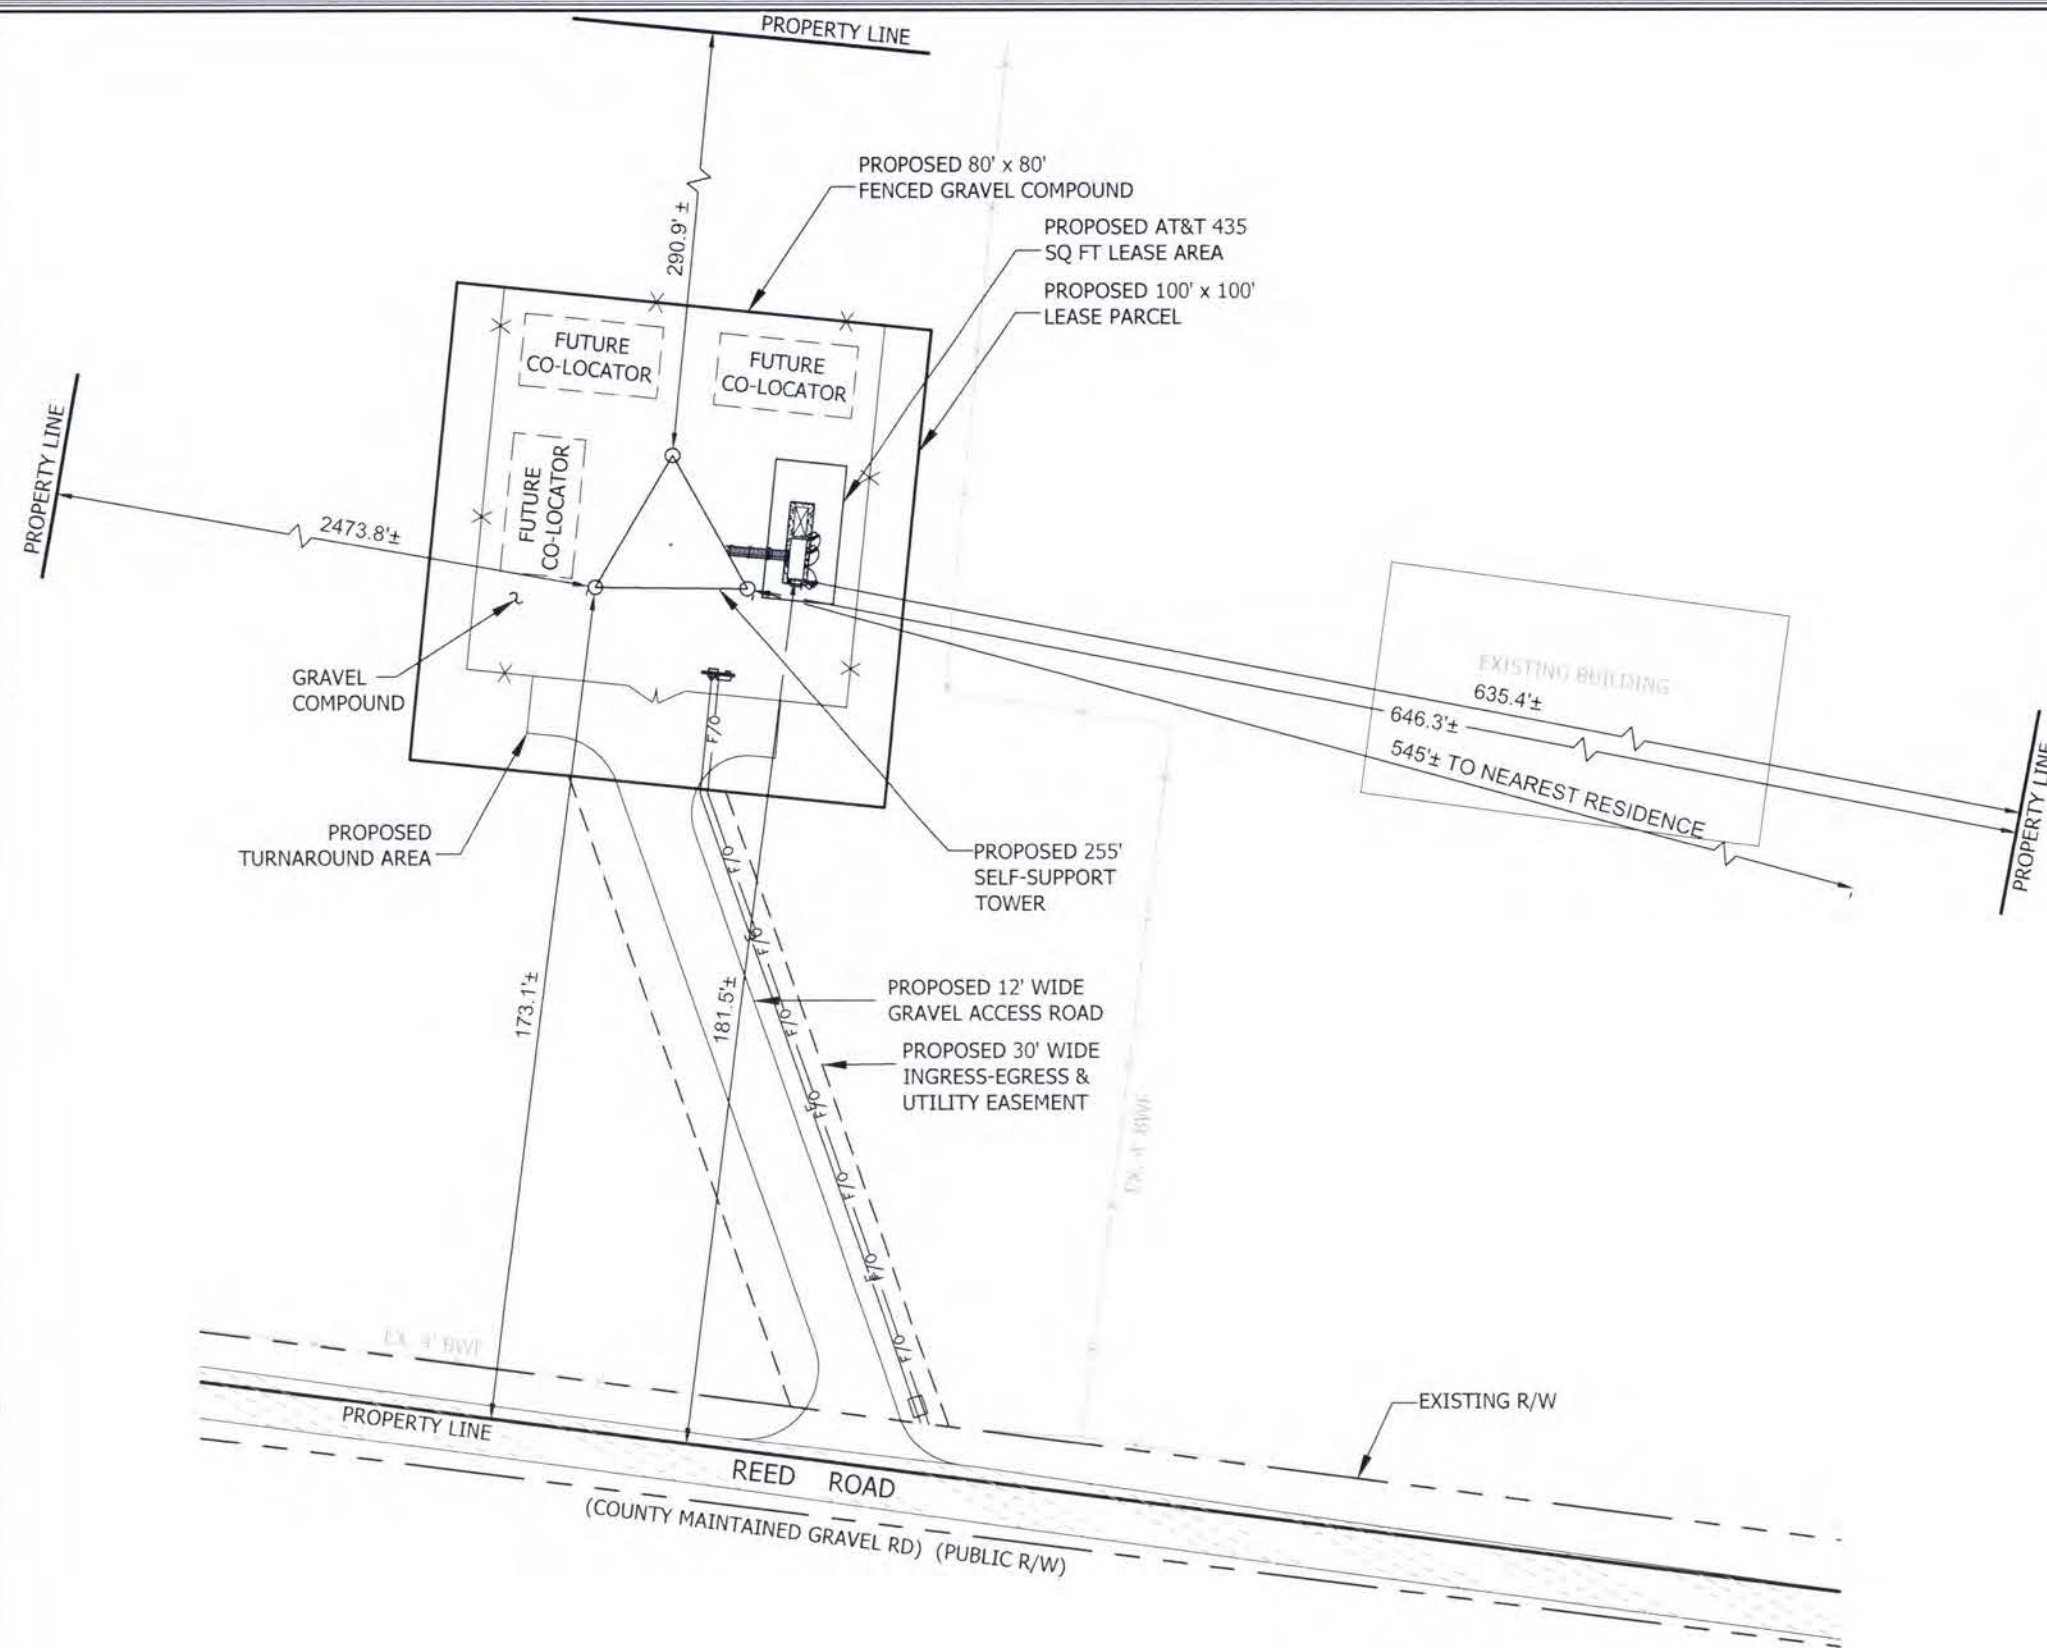 PROPERTY LINE
PROPOSED 80' x 80'
FENCED GRAVEL COMPOUND
290.9' ±
PROPOSED AT&T 435
SQ FT LEASE AREA
PROPOSED 100' x 100'
LEASE PARCEL
FUTURE
CO-LOCATOR
FUTURE
CO-LOCATOR
PROPERTY LINE
FUTURE
CO-LOCATOR
2473.8'±
GRAVEL
COMPOUND
EXISTING BUILDING
635.4'±
646.3'±
545'± TO NEAREST RESIDENCE
PROPERTY LINE
F/O
PROPOSED
TURNAROUND AREA
PROPOSED 255'
SELF-SUPPORT
TOWER
F/O
F/O
173.1'±
181.5'±
PROPOSED 12' WIDE
GRAVEL ACCESS ROAD
F/O
PROPOSED 30' WIDE
INGRESS-EGRESS &
UTILITY EASEMENT
F/O
EX. 4' BWF
F/O
F/O
F/O
EX. 4' BWF
EXISTING R/W
PROPERTY LINE
REED ROAD
(COUNTY MAINTAINED GRAVEL RD) (PUBLIC R/W)